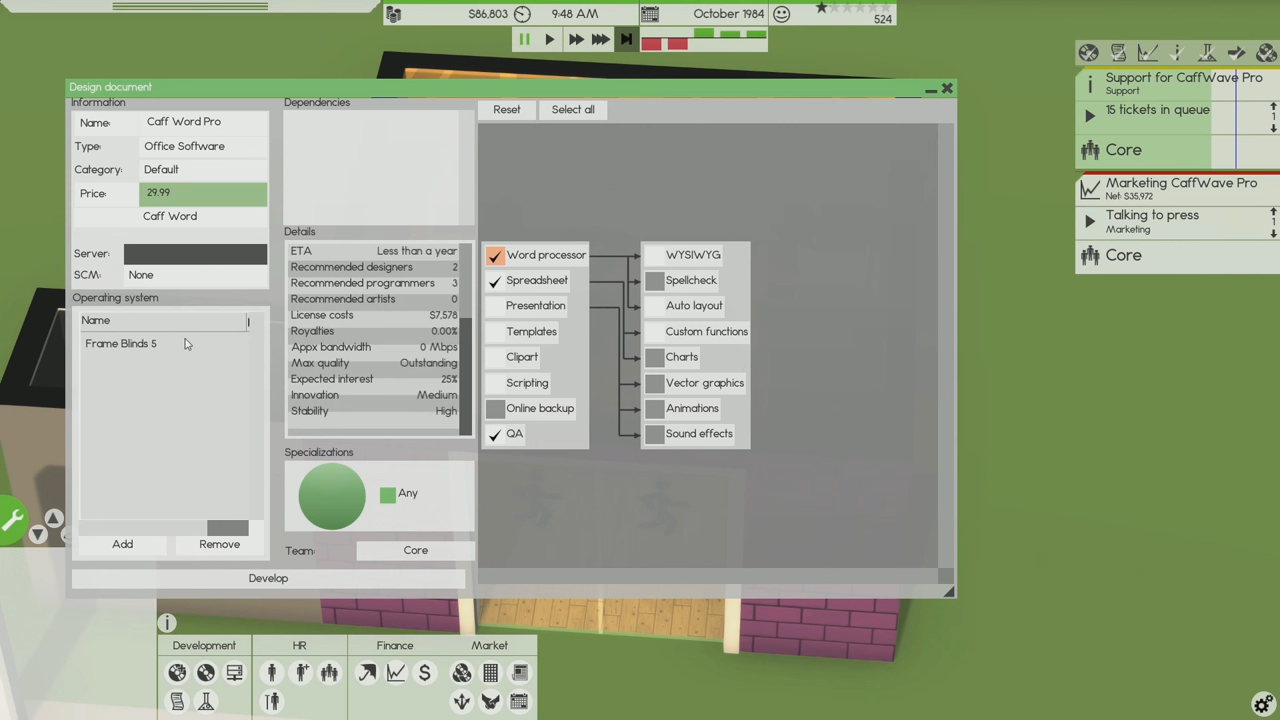 $86,803
9:48 AM
October 1984
524
Design document
Information
Name: Caff Word Pro
Type: Office Software
Category: Default
Price: 29.99
Caff Word
Server:
SCM: None
Operating system
Name
Frame Blinds 5
Add
Remove
Develop
Dependencies
Details
ETA Less than a year
Recommended designers 2
Recommended programmers 3
Recommended artists 0
License costs $7,578
Royalties 0.00%
Appx bandwidth 0 Mbps
Max quality Outstanding
Expected interest 25%
Innovation Medium
Stability High
Specializations
Any
Team: Core
Reset
Select all
Word processor
Spreadsheet
Presentation
Templates
Clipart
Scripting
Online backup
QA
WYSIWYG
Spellcheck
Auto layout
Custom functions
Charts
Vector graphics
Animations
Sound effects
Support for CaffWave Pro
Support
15 tickets in queue
1
Core
Marketing CaffWave Pro
Net: $35,972
Talking to press
Marketing
1
Core
Development
HR
Finance
Market